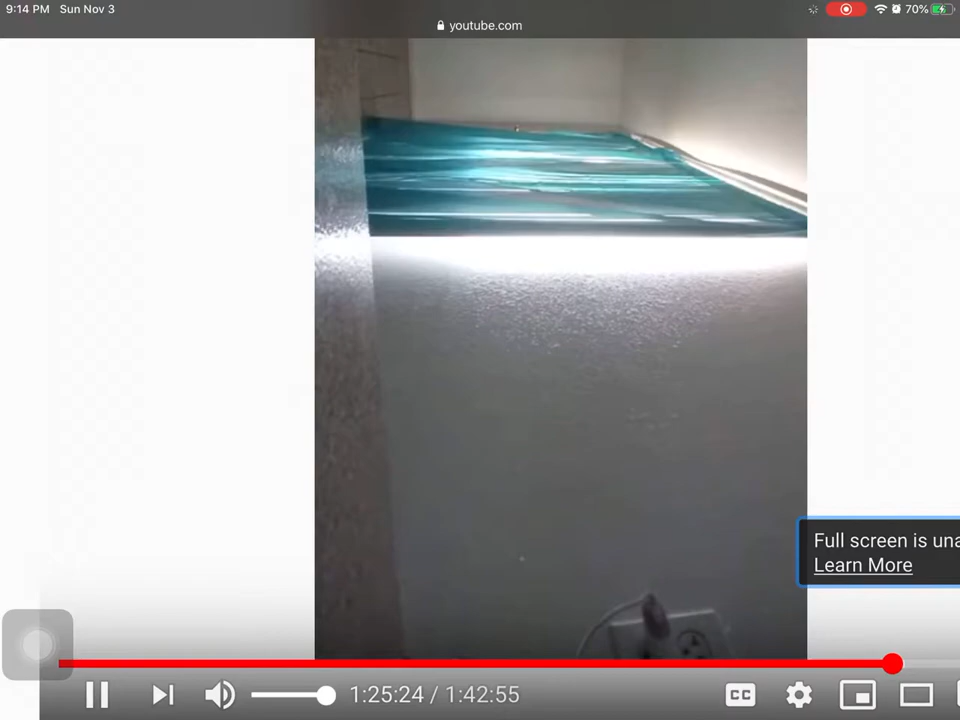 9:14 PM Sun Nov 3
70%
youtube.com
Full screen is una
Learn More
1:25:24 / 1:42:55
CC